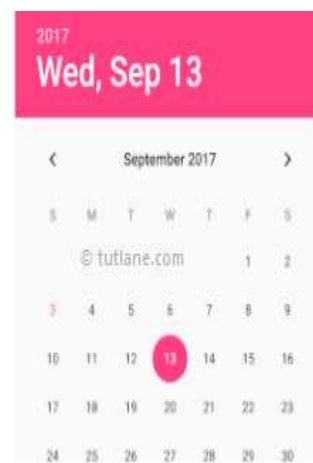 2017
Wed, Sep 13
September 2017
S M T W T F S
© tutlane.com 1 2
3 4 5 6 7 8 9
10 11 12 13 14 15 16
17 18 19 20 21 22 23
24 25 26 27 28 29 30